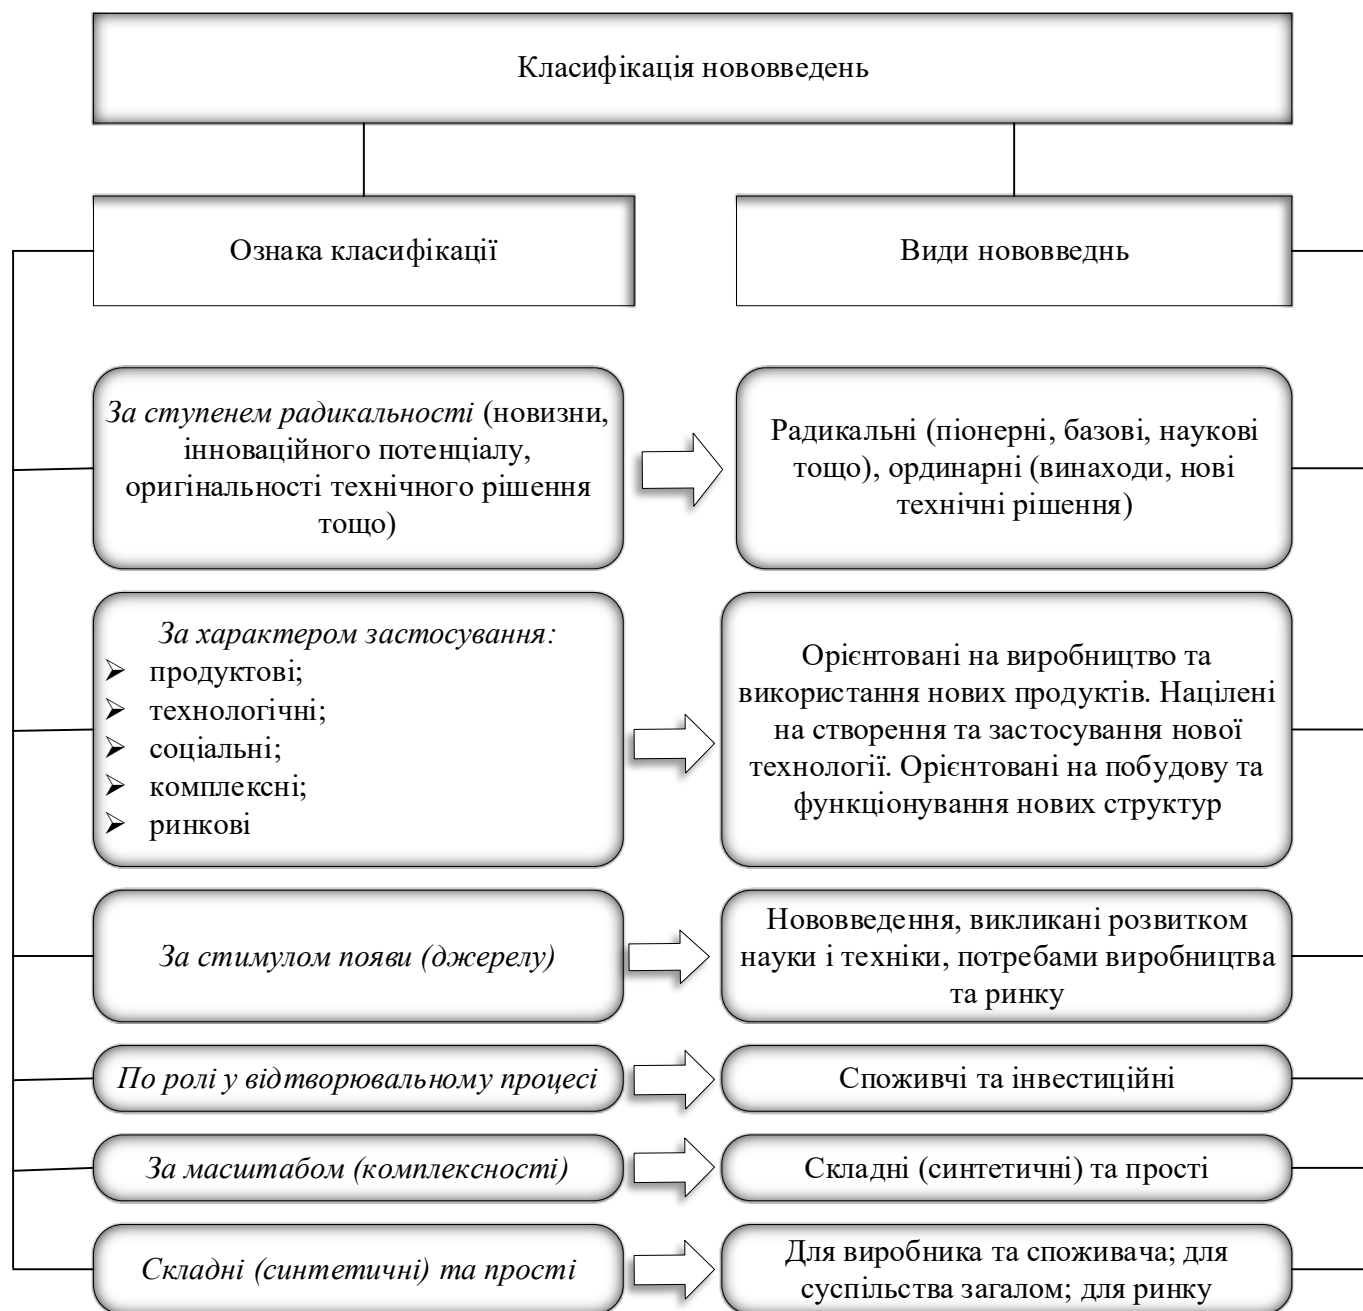 Класифікація нововведень
Ознака класифікації
Види нововведнь
За ступенем радикальності (новизни,
інноваційного потенціалу,
оригінальності технічного рішення
тощо)
Радикальні (піонерні, базові, наукові
тощо), ординарні (винаходи, нові
технічні рішення)
За характером застосування:
➢ продуктові;
➢ технологічні;
➢ соціальні;
➢ комплексні;
➢ ринкові
Орієнтовані на виробництво та
використання нових продуктів. Націлені
на створення та застосування нової
технології. Орієнтовані на побудову та
функціонування нових структур
За стимулом появи (джерелу)
Нововведення, викликані розвитком
науки і техніки, потребами виробництва
та ринку
По ролі у відтворювальному процесі
Споживчі та інвестиційні
За масштабом (комплексності)
Складні (синтетичні) та прості
Складні (синтетичні) та прості
Для виробника та споживача; для
суспільства загалом; для ринку